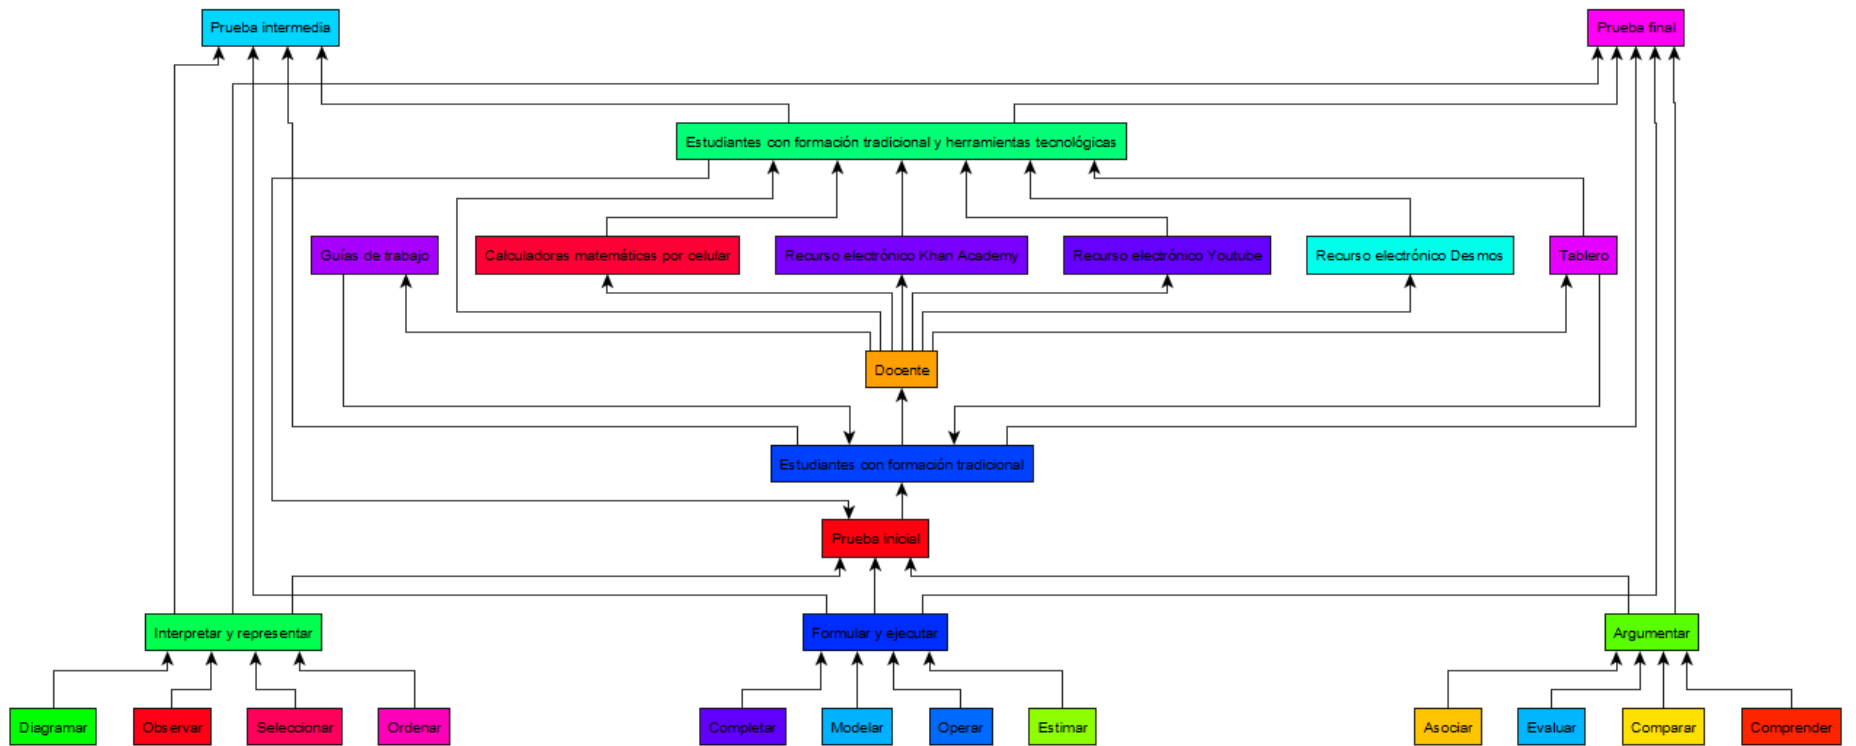 Prueba intermedia
Prueba final
Estudiantes con formación tradicional y herramientas tecnológicas
Guías de trabajo
Calculadoras matemáticas por celular
Recurso electrónico Khan Academy
Recurso electrónico Youtube
Recurso electrónico Desmos
Tablero
Docente
Estudiantes con formación tradicional
Prueba inicial
Interpretar y representar
Formular y ejecutar
Argumentar
Diagramar
Observar
Seleccionar
Ordenar
Completar
Modelar
Operar
Estimar
Asociar
Evaluar
Comparar
Comprender